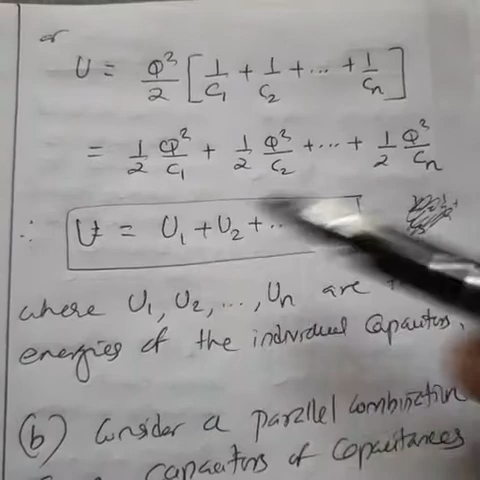 or
U = Q²/2 [1/C₁ + 1/C₂ + ... + 1/Cn]
= 1/2 Q²/C₁ + 1/2 Q²/C₂ + ... + 1/2 Q²/Cn
∴ U = U₁ + U₂ + ..
where U₁, U₂, ..., Un are
energies of the individual Capacitors.
(b) Consider a parallel combination
capacitors of Capacitances